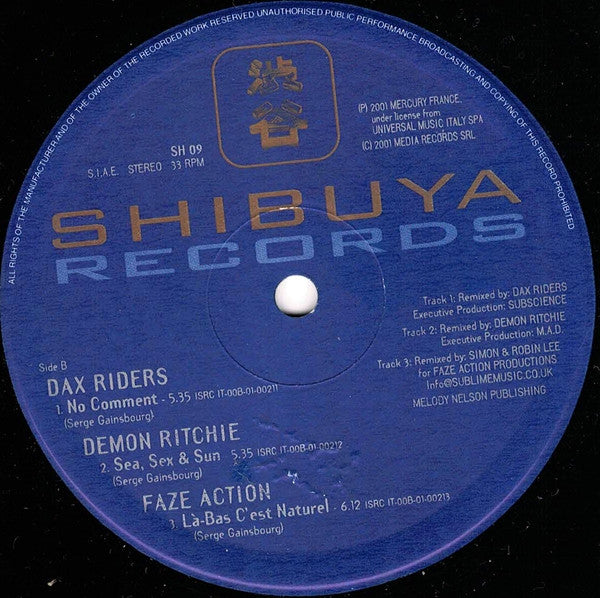 ALL RIGHTS OF THE MANUFACTURER AND OF THE OWNER OF THE RECORDED WORK RESERVED UNAUTHORISED PUBLIC PERFORMANCE BROADCASTING AND COPYING OF THIS RECORD PROHIBITED
渋
谷
(P) 2001 MERCURY FRANCE,
under license from
UNIVERSAL MUSIC ITALY SPA
(C) 2001 MEDIA RECORDS SRL
SH 09
S.I.A.E. STEREO 33 RPM
SHIBUYA
RECORDS
Track 1: Remixed by: DAX RIDERS
Executive Production: SUBSCIENCE
Track 2: Remixed by: DEMON RITCHIE
Executive Production: M.A.D.
Track 3: Remixed by: SIMON & ROBIN LEE
for FAZE ACTION PRODUCTIONS
Info@SUBLIMEMUSIC.CO.UK
MELODY NELSON PUBLISHING
Side B
DAX RIDERS
1. No Comment - 5.35 ISRC IT-00B-01-00211
(Serge Gainsbourg)
DEMON RITCHIE
2. Sea, Sex & Sun - 5.35 ISRC IT-00B-01-00212
(Serge Gainsbourg)
FAZE ACTION
3. Là-Bas C'est Naturel - 6.12 ISRC IT-00B-01-00213
(Serge Gainsbourg)